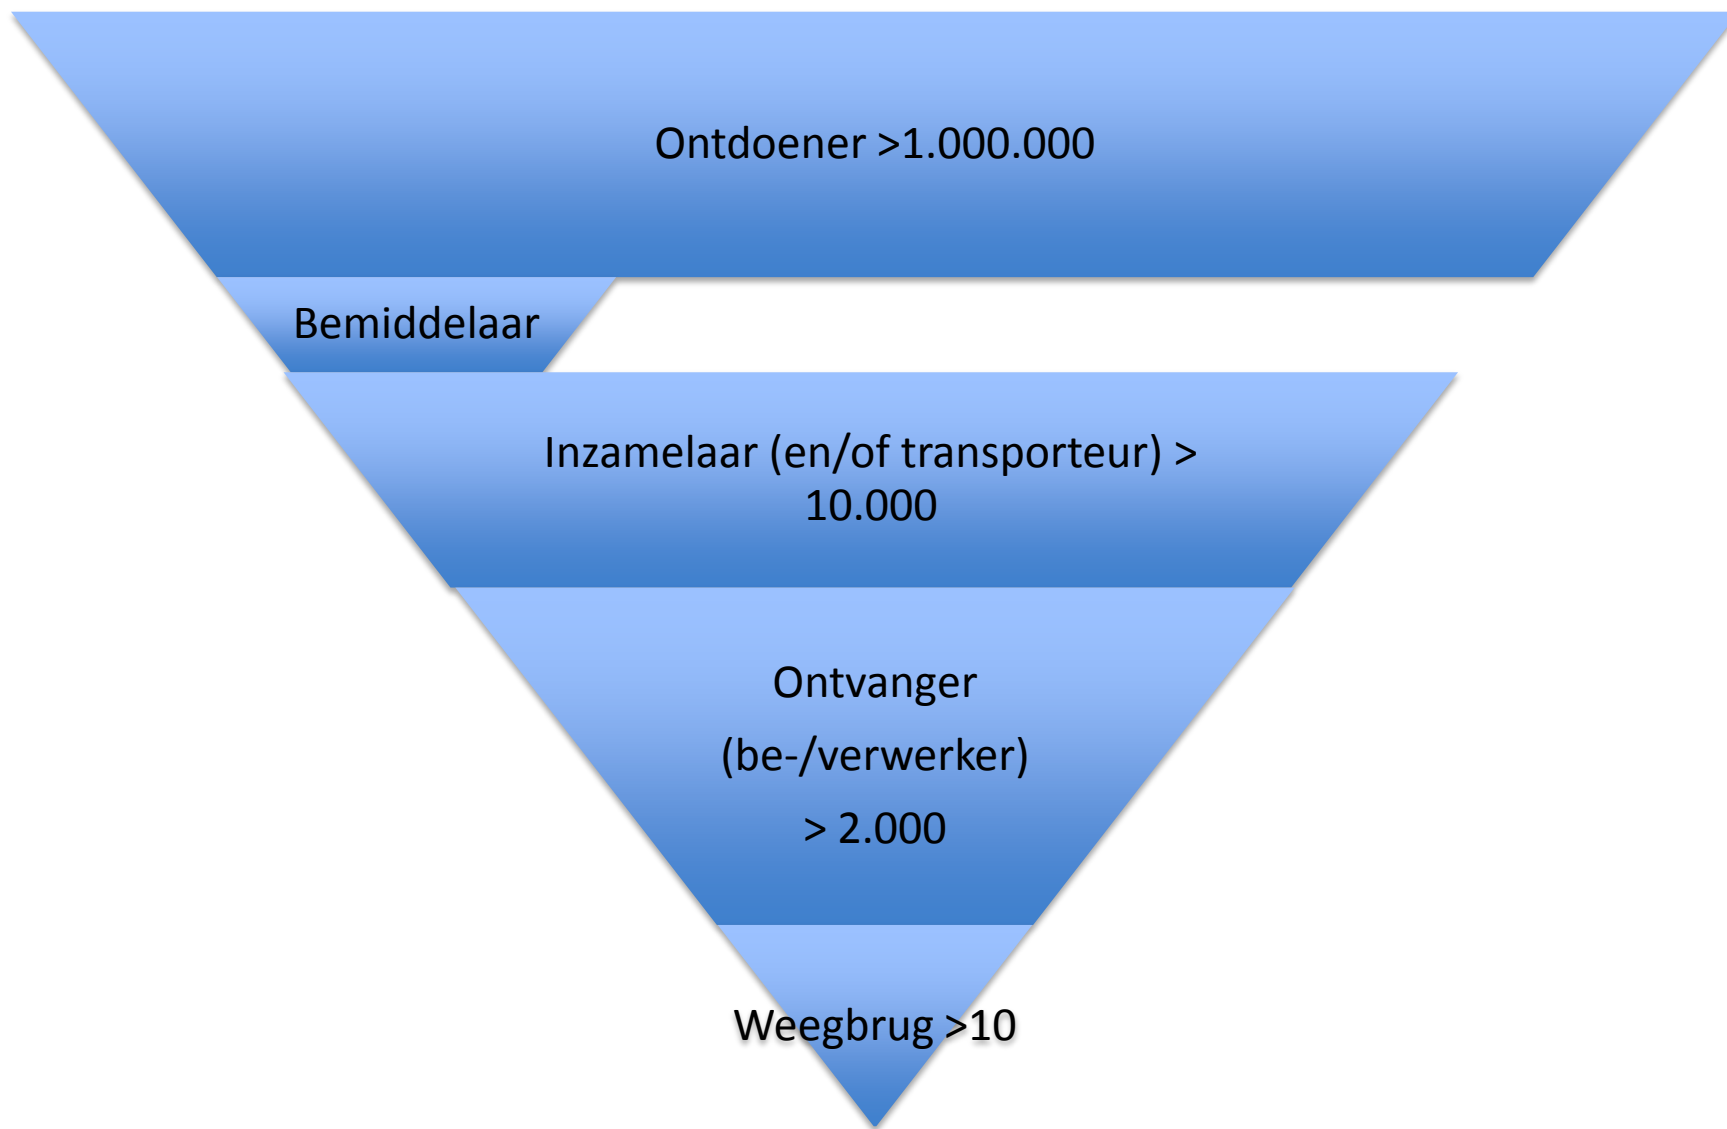 Ontdoener >1.000.000
Bemiddelaar
Inzamelaar (en/of transporteur) >
10.000
Ontvanger
(be-/verwerker)
> 2.000
Weegbrug >10